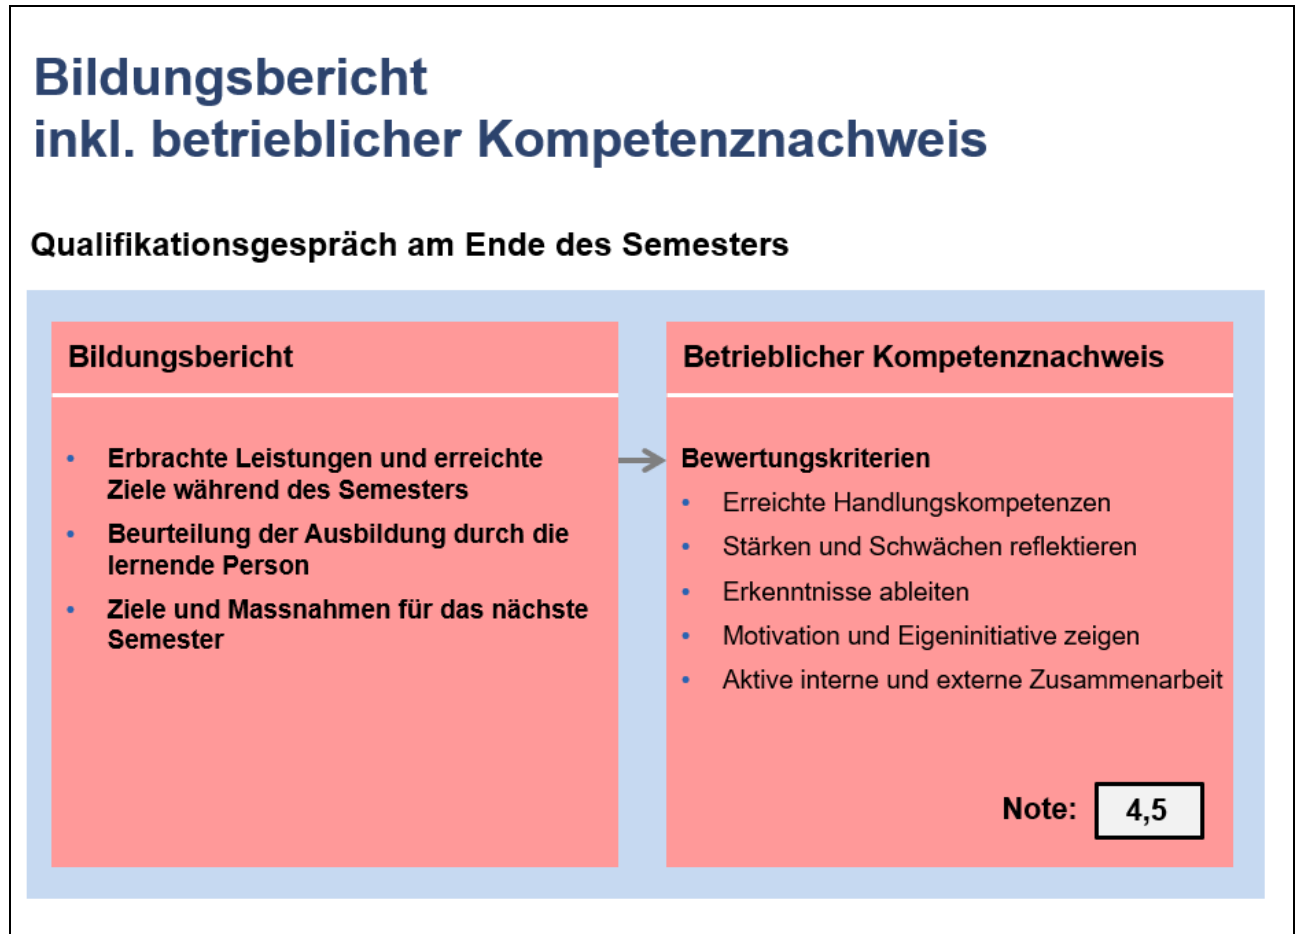 Bildungsbericht
inkl. betrieblicher Kompetenznachweis
Qualifikationsgespräch am Ende des Semesters
Bildungsbericht
• Erbrachte Leistungen und erreichte
Ziele während des Semesters
• Beurteilung der Ausbildung durch die
lernende Person
• Ziele und Massnahmen für das nächste
Semester
Betrieblicher Kompetenznachweis
Bewertungskriterien
• Erreichte Handlungskompetenzen
• Stärken und Schwächen reflektieren
• Erkenntnisse ableiten
• Motivation und Eigeninitiative zeigen
• Aktive interne und externe Zusammenarbeit
Note: 4,5